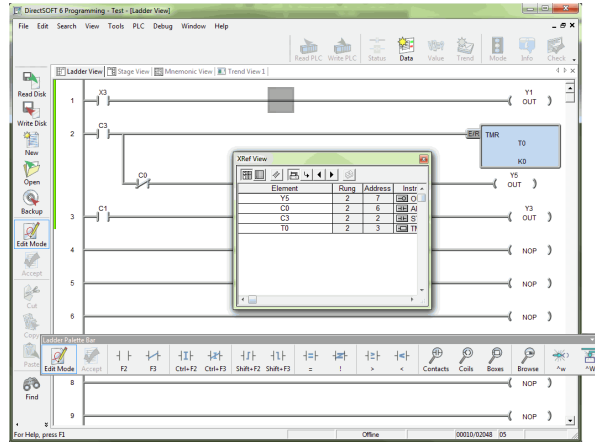 DirectSOFT 6 Programming - Test - [Ladder View]
File Edit Search View Tools PLC Debug Window Help
Read PLC Write PLC Status Data Value Trend Mode Info Check
Ladder View Stage View Mnemonic View Trend View 1
Read Disk
Write Disk
New
Open
Backup
Edit Mode
Accept
Cut
Copy
Paste
Find
1 X3 Y1 OUT
2 C3 E/R TMR T0 K0
C0 Y5 OUT
3 C1 Y3 OUT
4 NOP
5 NOP
6 NOP
8 NOP
9 NOP
XRef View
Element Rung Address Instr
Y5 2 7
C0 2 6
C3 2 2
T0 2 3
Ladder Palette Bar
Edit Mode Accept F2 F3 Ctrl+F2 Ctrl+F3 Shift+F2 Shift+F3 = ! > < Contacts Coils Boxes Browse ^w ^W
For Help, press F1 Offline 00010/02048 05